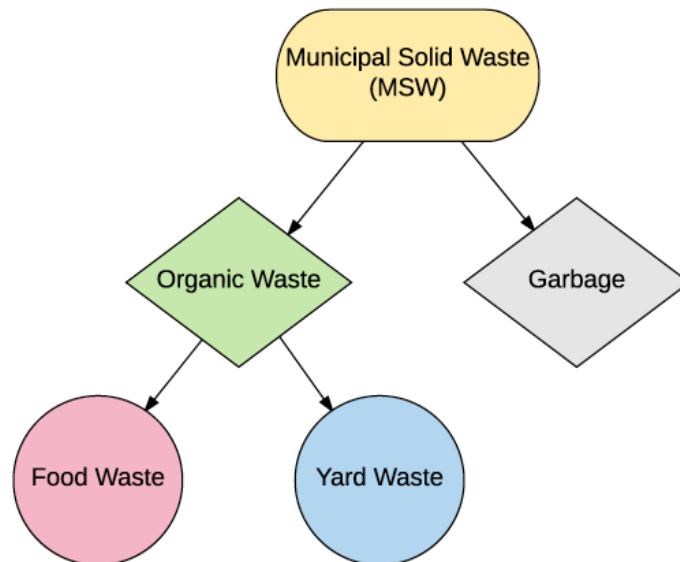 Municipal Solid Waste
(MSW)
Organic Waste
Garbage
Food Waste
Yard Waste